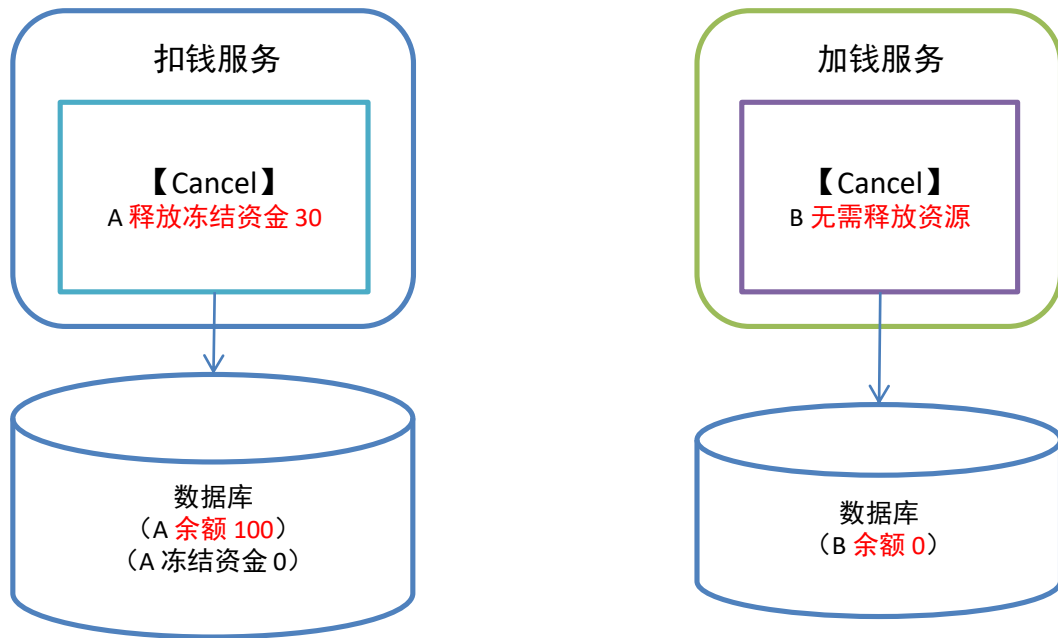 扣钱服务
【Cancel】
A 释放冻结资金 30
数据库
（A 余额 100）
（A 冻结资金 0）
加钱服务
【Cancel】
B 无需释放资源
数据库
（B 余额 0）